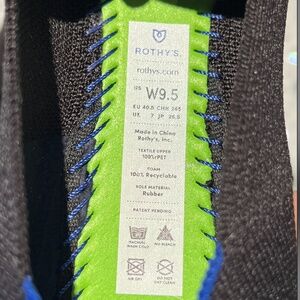 ROTHY'S
rothys.com
US W9.5
EU 40.5 CHN 265
UK 7 JP 26.5
Made in China
Rothy's, Inc.
TEXTILE UPPER
100% rPET
FOAM
100% Recyclable
SOLE MATERIAL
Rubber
PATENT PENDING
MACHINE
WASH COLD
NO BLEACH
AIR DRY
DO NOT
DRY CLEAN